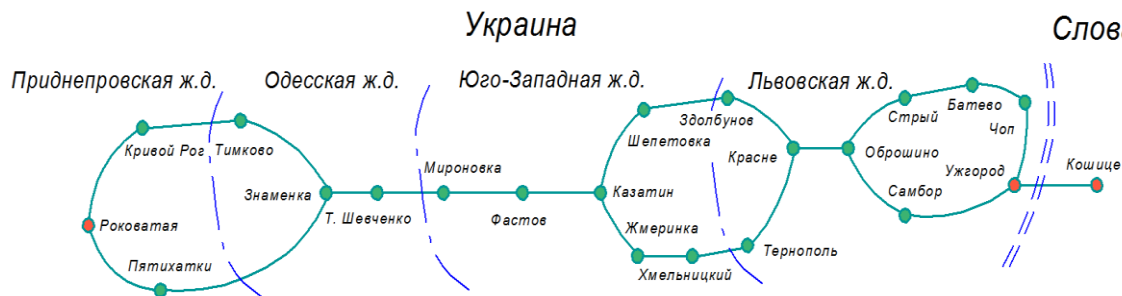 Украина
Слова
Приднепровская ж.д.
Одесская ж.д.
Юго-Западная ж.д.
Львовская ж.д.
Кривой Рог
Тимково
Знаменка
Т. Шевченко
Мироновка
Фастов
Казатин
Шепетовка
Здолбунов
Красне
Оброшино
Стрый
Батево
Чоп
Ужгород
Кошице
Самбор
Роковатая
Пятихатки
Жмеринка
Хмельницкий
Тернополь